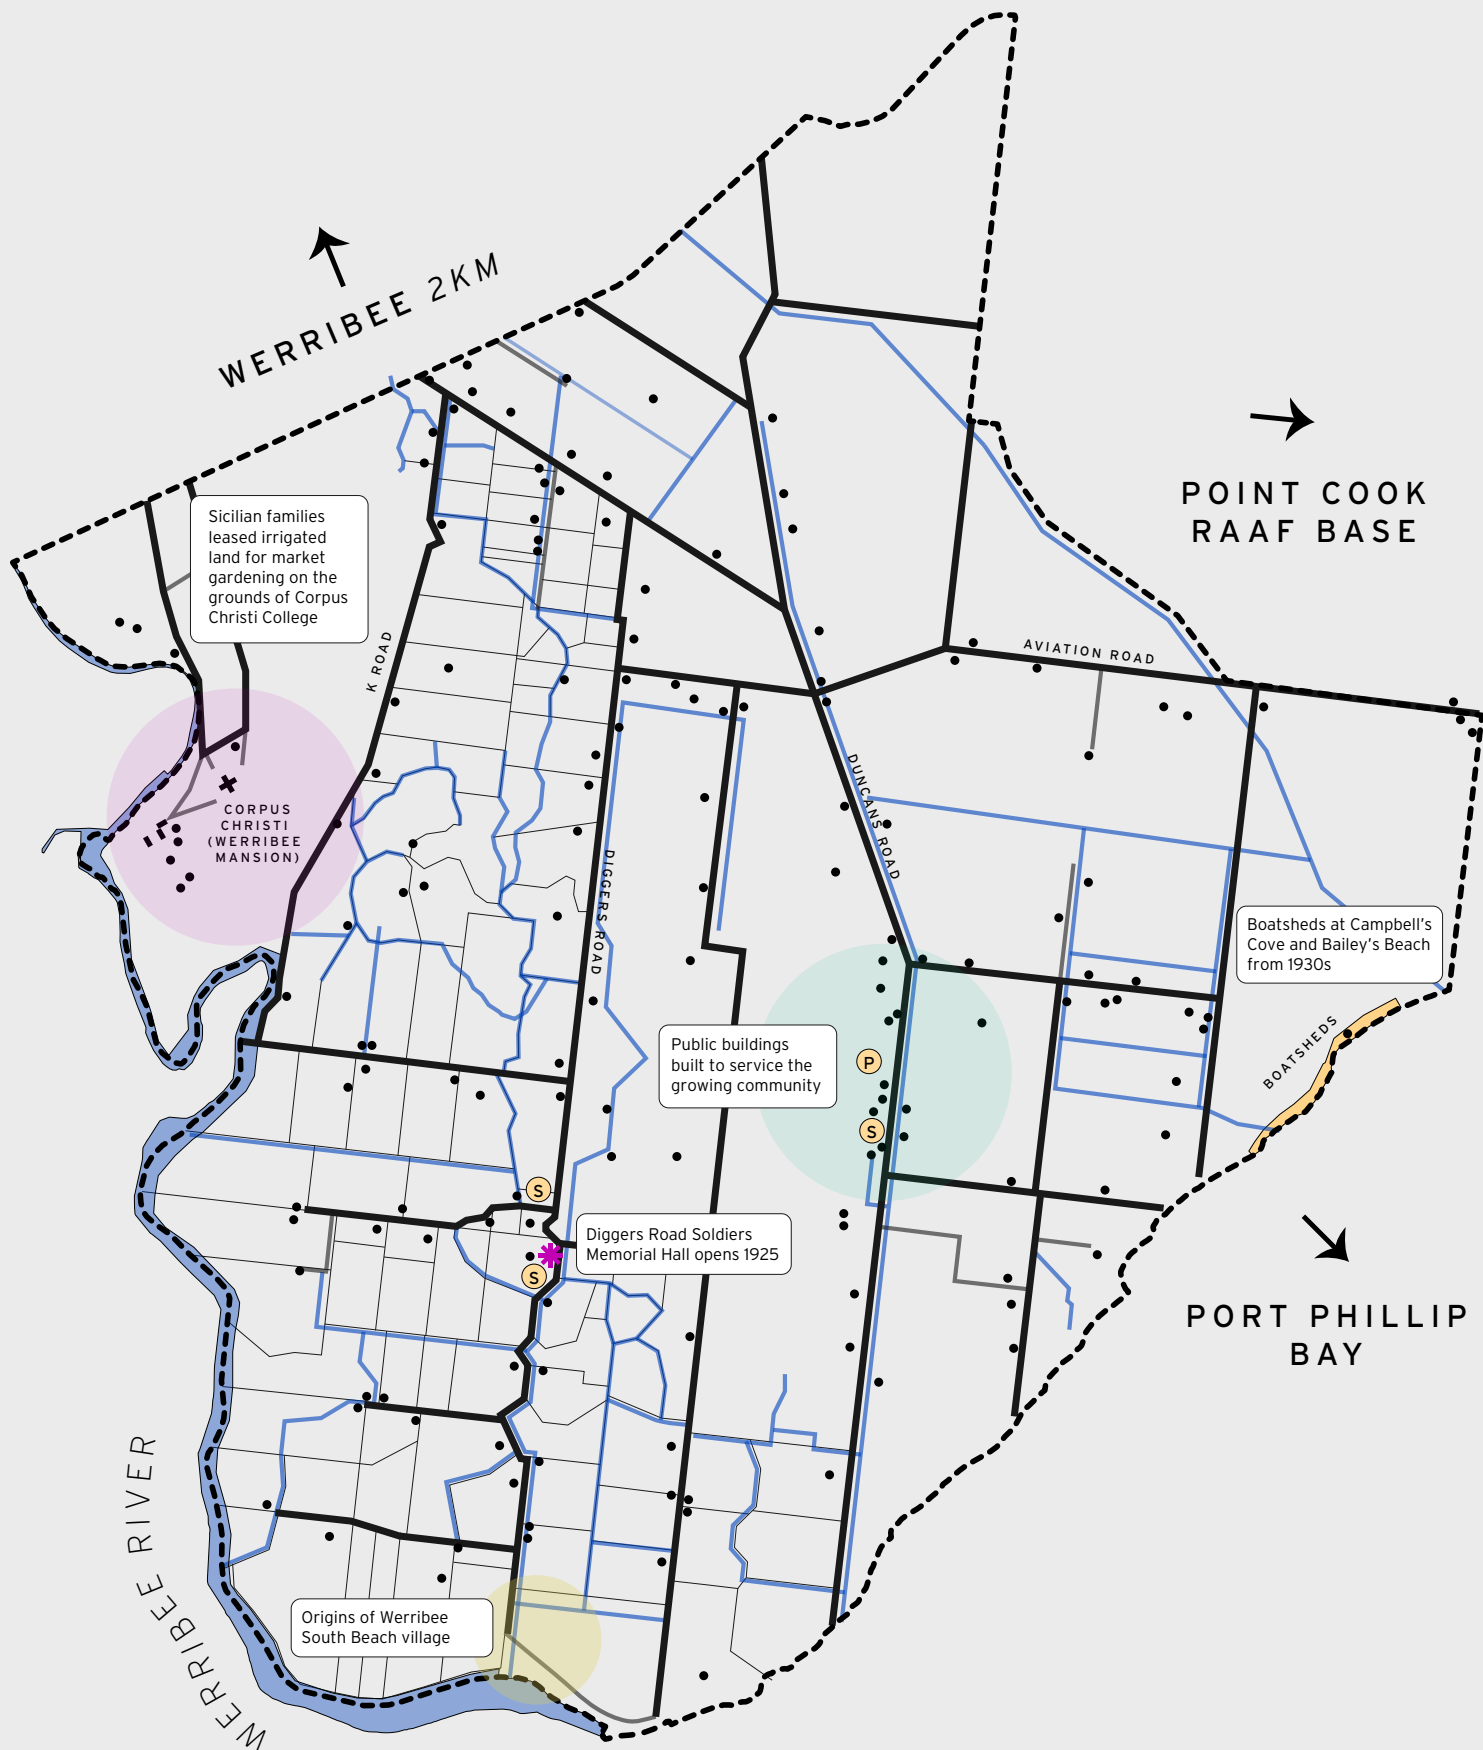 WERRIBEE 2KM
POINT COOK
RAAF BASE
Sicilian families
leased irrigated
land for market
gardening on the
grounds of Corpus
Christi College
K ROAD
AVIATION ROAD
CORPUS
CHRISTI
(WERRIBEE
MANSION)
DUNCANS ROAD
DIGGERS ROAD
Boatsheds at Campbell's
Cove and Bailey's Beach
from 1930s
BOATSHEDS
Public buildings
built to service the
growing community
P
S
S
Diggers Road Soldiers
Memorial Hall opens 1925
S
PORT PHILLIP
BAY
WERRIBEE RIVER
Origins of Werribee
South Beach village